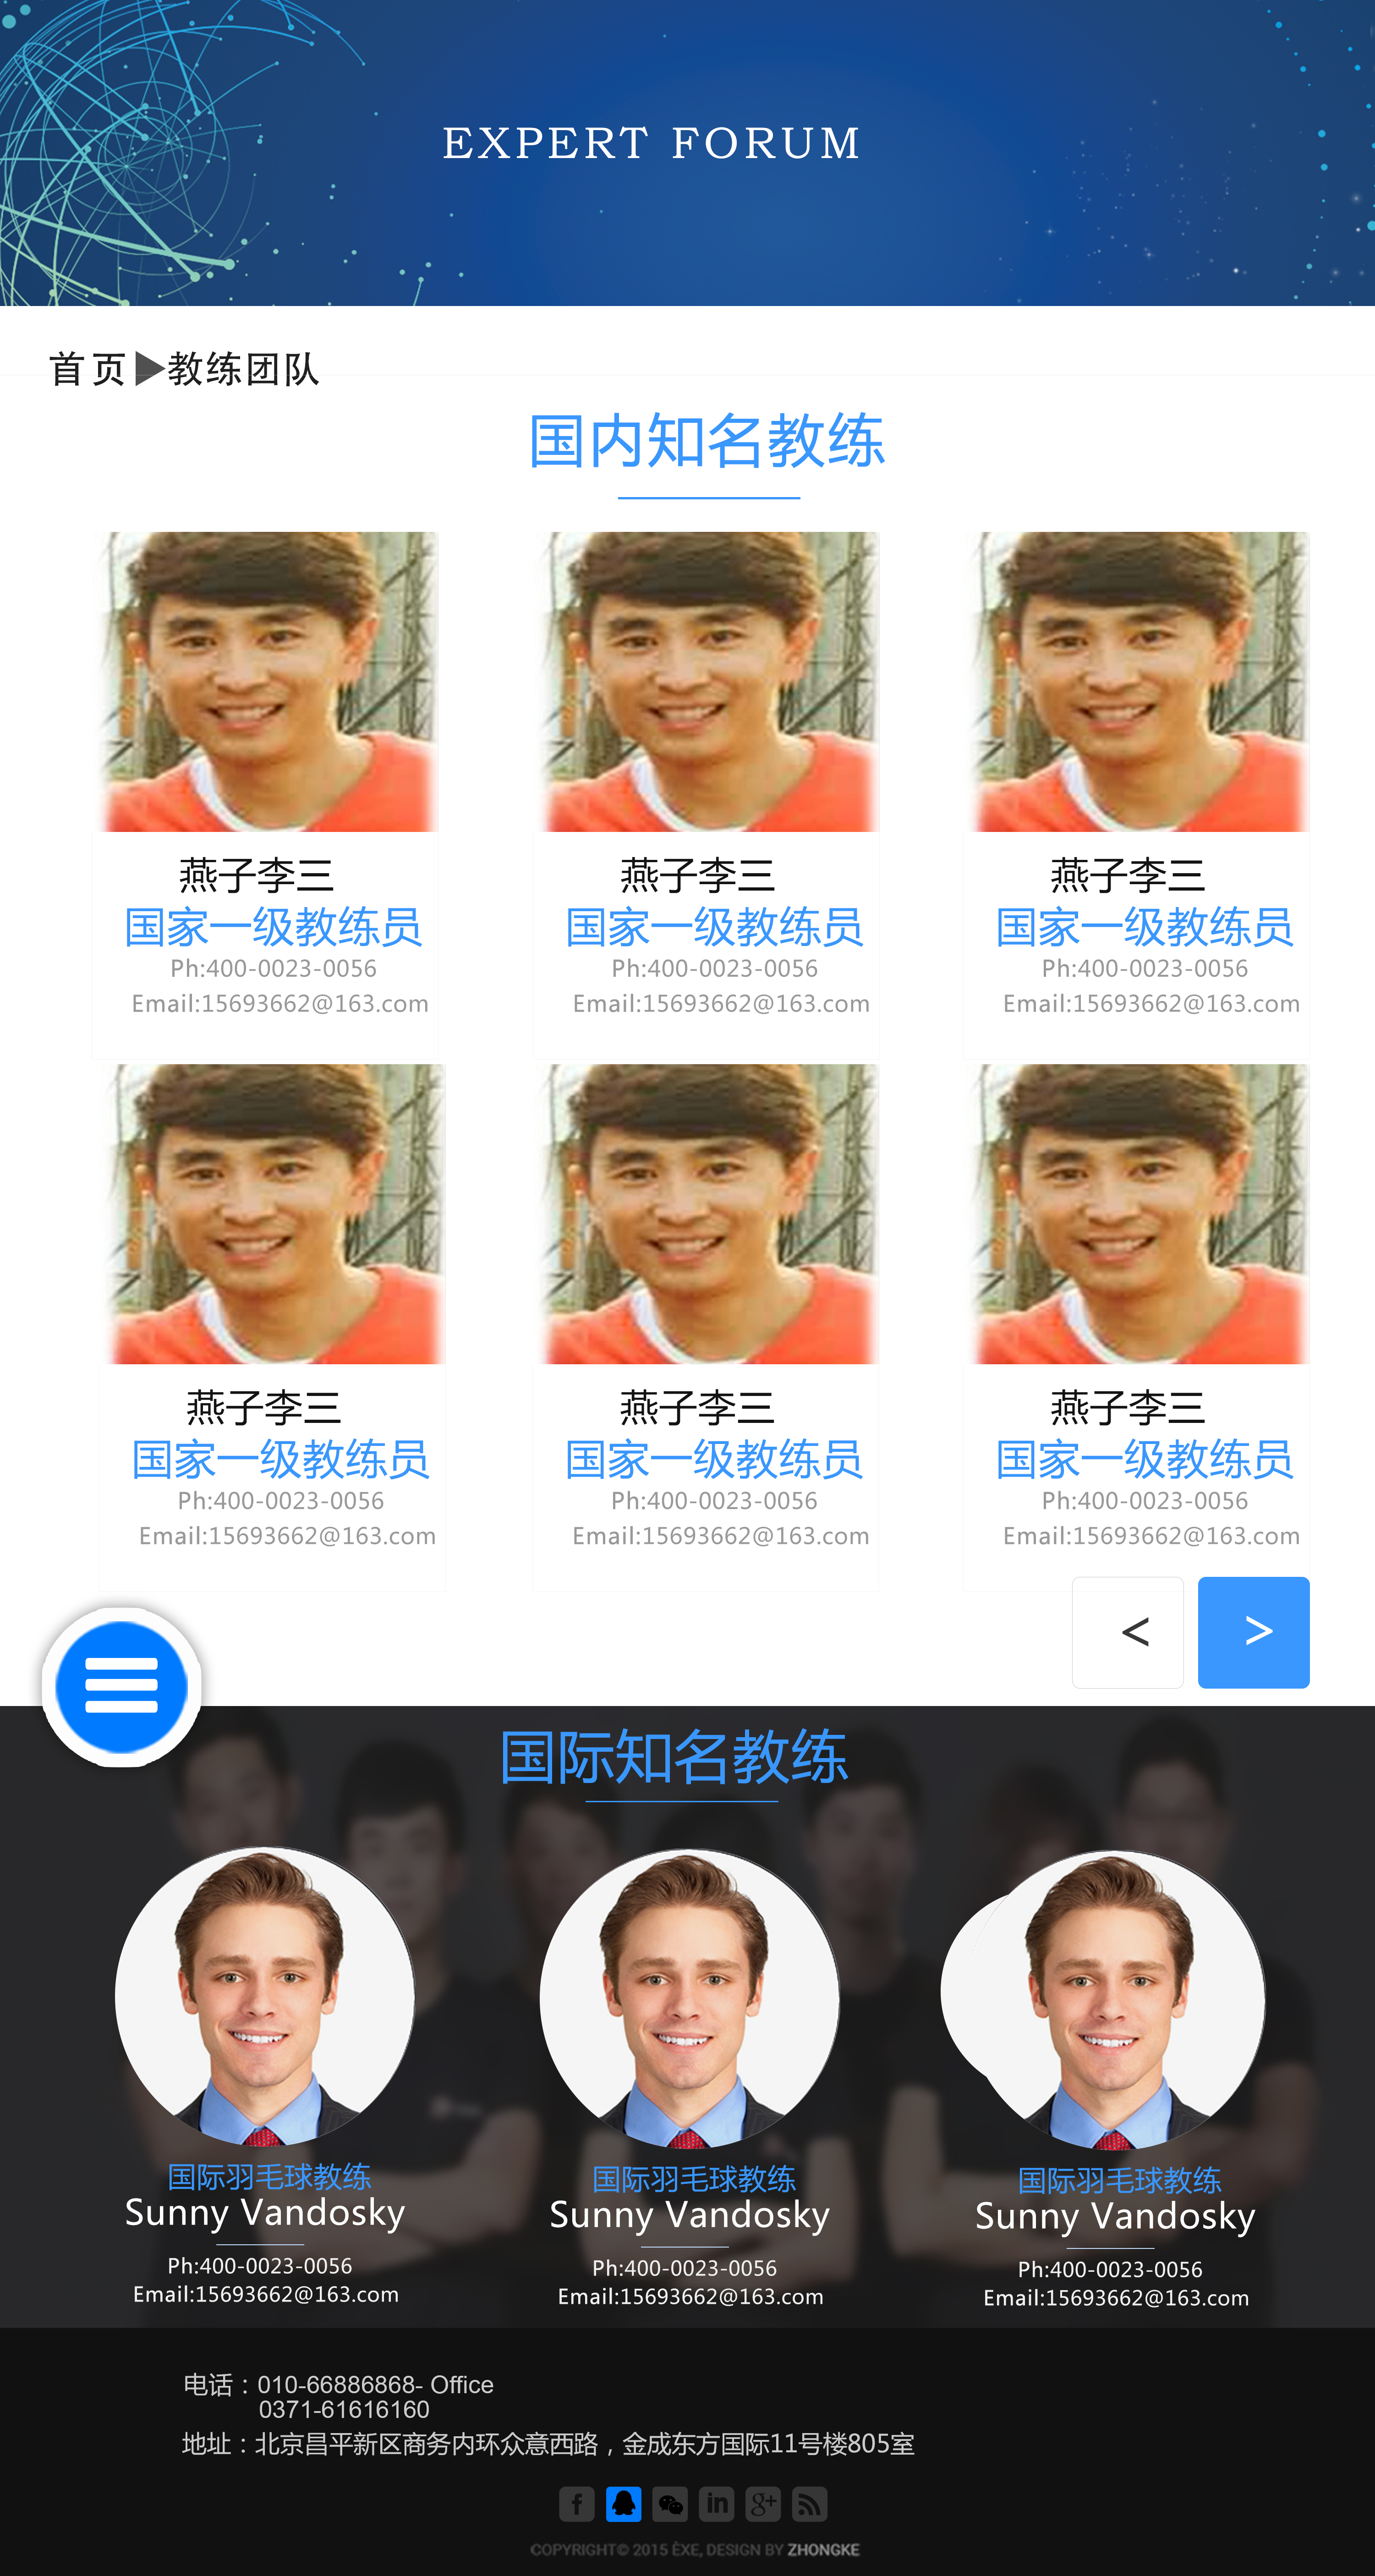 EXPERT FORUM
首页▶教练团队
国内知名教练
燕子李三
国家一级教练员
Ph:400-0023-0056
Email:15693662@163.com
燕子李三
国家一级教练员
Ph:400-0023-0056
Email:15693662@163.com
燕子李三
国家一级教练员
Ph:400-0023-0056
Email:15693662@163.com
燕子李三
国家一级教练员
Ph:400-0023-0056
Email:15693662@163.com
燕子李三
国家一级教练员
Ph:400-0023-0056
Email:15693662@163.com
燕子李三
国家一级教练员
Ph:400-0023-0056
Email:15693662@163.com
< >
国际知名教练
国际羽毛球教练
Sunny Vandosky
Ph:400-0023-0056
Email:15693662@163.com
国际羽毛球教练
Sunny Vandosky
Ph:400-0023-0056
Email:15693662@163.com
国际羽毛球教练
Sunny Vandosky
Ph:400-0023-0056
Email:15693662@163.com
电话：010-66886868- Office
0371-61616160
地址：北京昌平新区商务内环众意西路，金成东方国际11号楼805室
f in g+
COPYRIGHT© 2015 ÈXE, DESIGN BY ZHONGKE